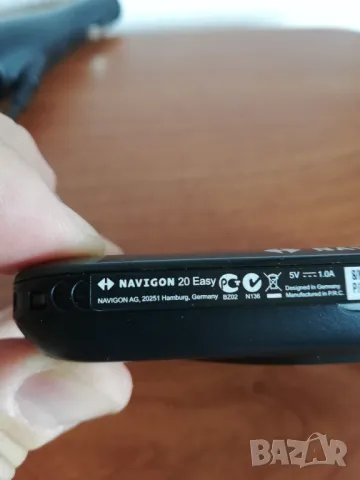 NAVIGON 20 Easy
NAVIGON AG, 20251 Hamburg, Germany
BZ02
N136
5V ⎓ 1.0A
Designed in Germany
Manufactured in P.R.C.
BAZAR